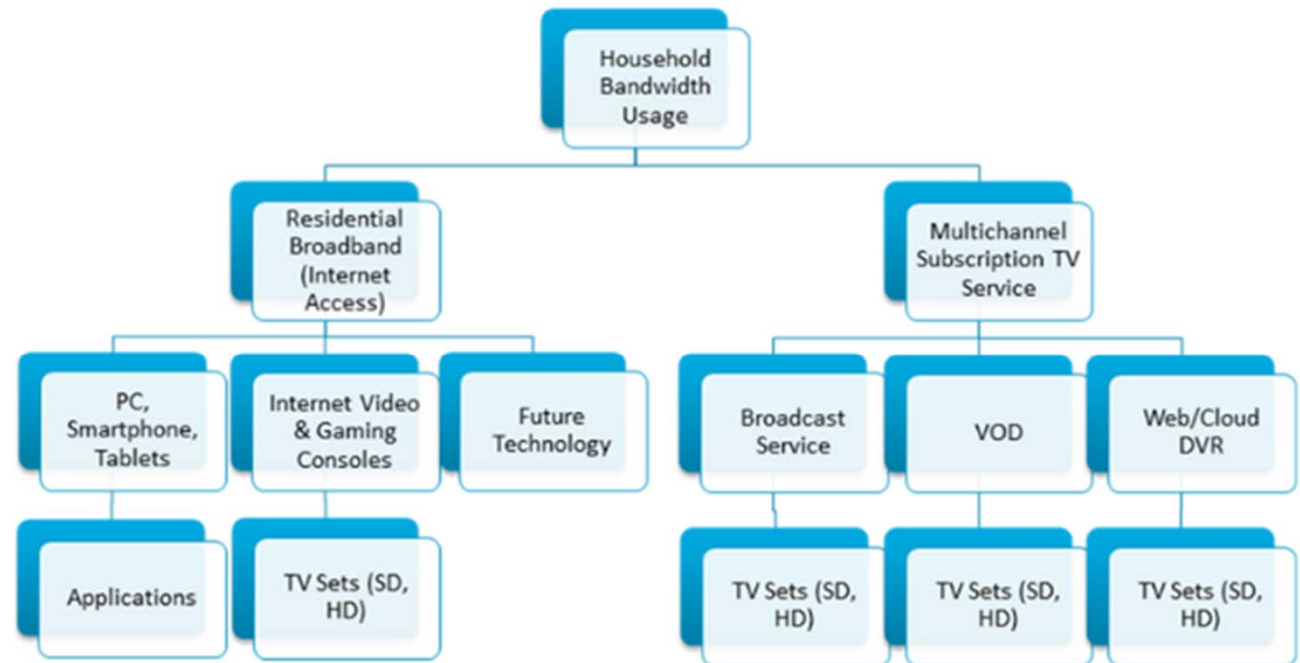 Household
Bandwidth
Usage
Residential
Broadband
(Internet
Access)
Multichannel
Subscription TV
Service
PC,
Smartphone,
Tablets
Internet Video
& Gaming
Consoles
Future
Technology
Broadcast
Service
VOD
Web/Cloud
DVR
Applications
TV Sets (SD,
HD)
TV Sets (SD,
HD)
TV Sets (SD,
HD)
TV Sets (SD,
HD)